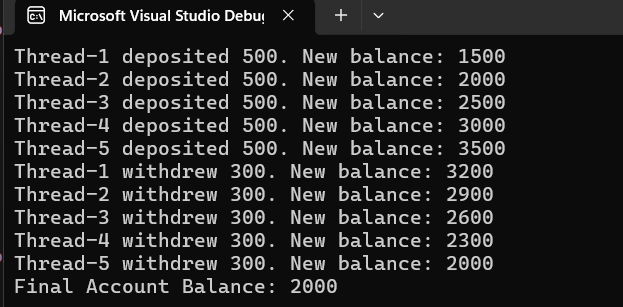 Microsoft Visual Studio Debug
Thread-1 deposited 500. New balance: 1500
Thread-2 deposited 500. New balance: 2000
Thread-3 deposited 500. New balance: 2500
Thread-4 deposited 500. New balance: 3000
Thread-5 deposited 500. New balance: 3500
Thread-1 withdrew 300. New balance: 3200
Thread-2 withdrew 300. New balance: 2900
Thread-3 withdrew 300. New balance: 2600
Thread-4 withdrew 300. New balance: 2300
Thread-5 withdrew 300. New balance: 2000
Final Account Balance: 2000